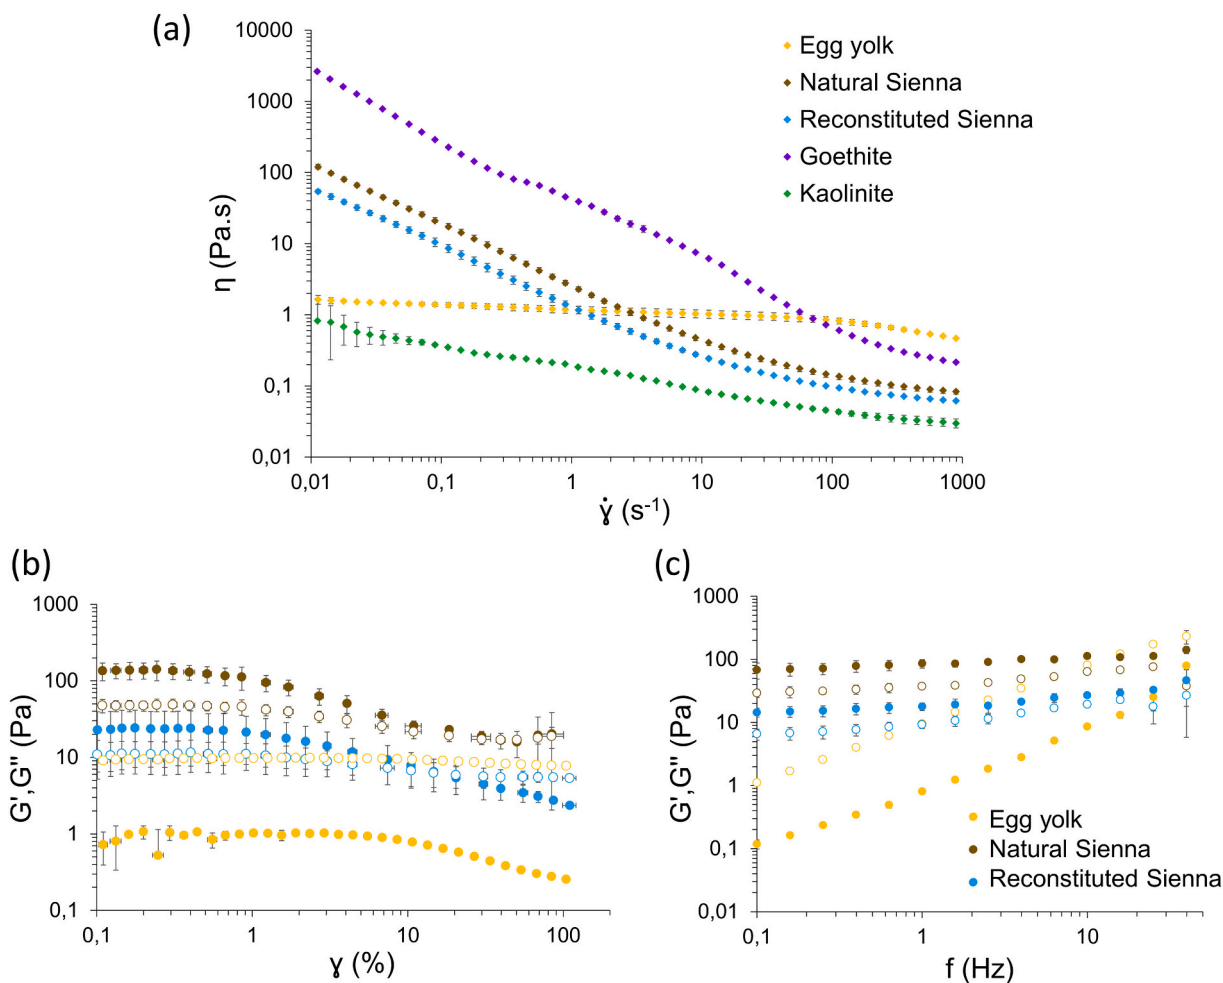 (a)
10000
1000
100
10
1
0,1
0,01
η (Pa.s)
0,01 0,1 1 10 100 1000
γ̇ (s-1)
Egg yolk
Natural Sienna
Reconstituted Sienna
Goethite
Kaolinite
(b)
1000
100
10
1
0,1
G',G" (Pa)
0,1 1 10 100
γ (%)
(c)
1000
100
10
1
0,1
0,01
G',G" (Pa)
0,1 1 10
f (Hz)
Egg yolk
Natural Sienna
Reconstituted Sienna